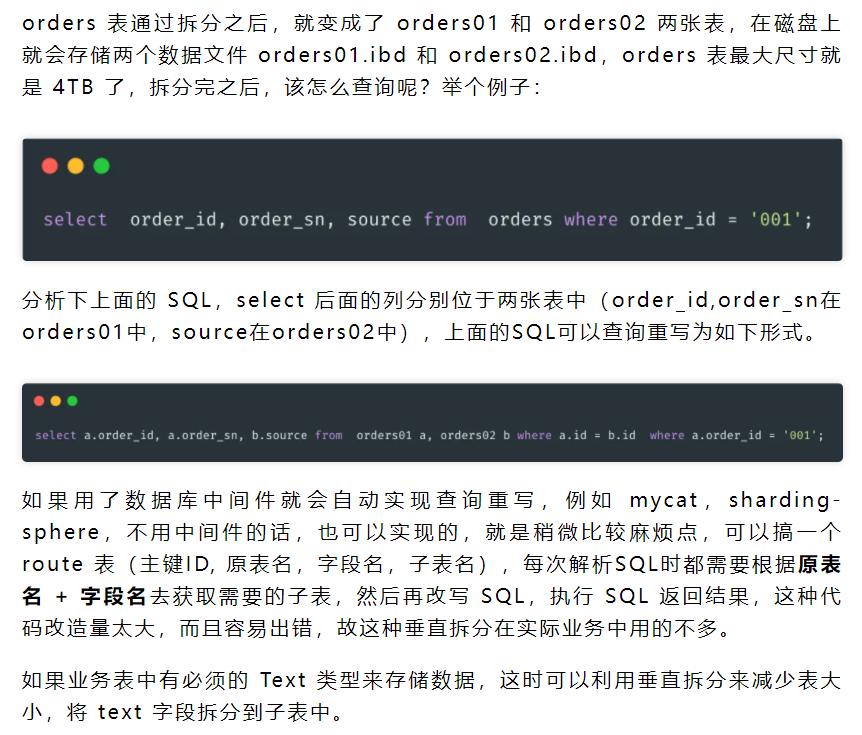 orders 表通过拆分之后，就变成了 orders01 和 orders02 两张表，在磁盘上
就会存储两个数据文件 orders01.ibd 和 orders02.ibd，orders 表最大尺寸就
是 4TB 了，拆分完之后，该怎么查询呢？举个例子：
select  order_id, order_sn, source from  orders where order_id = '001';
分析下上面的 SQL，select 后面的列分别位于两张表中（order_id,order_sn在
orders01中，source在orders02中），上面的SQL可以查询重写为如下形式。
select a.order_id, a.order_sn, b.source from  orders01 a, orders02 b where a.id = b.id  where a.order_id = '001';
如果用了数据库中间件就会自动实现查询重写，例如 mycat，sharding-
sphere，不用中间件的话，也可以实现的，就是稍微比较麻烦点，可以搞一个
route 表（主键ID, 原表名，字段名，子表名），每次解析SQL时都需要根据原表
名 + 字段名去获取需要的子表，然后再改写 SQL，执行 SQL 返回结果，这种代
码改造量太大，而且容易出错，故这种垂直拆分在实际业务中用的不多。
如果业务表中有必须的 Text 类型来存储数据，这时可以利用垂直拆分来减少表大
小，将 text 字段拆分到子表中。